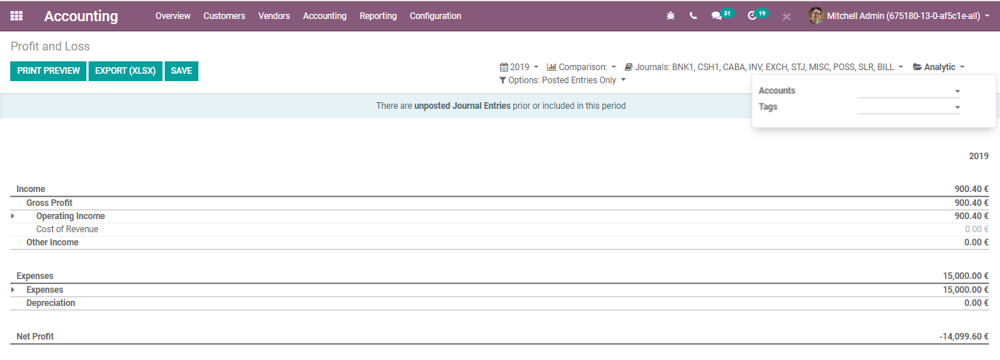 Accounting Overview Customers Vendors Accounting Reporting Configuration 31 19 Mitchell Admin (675180-13-0-af5c1e-all)
Profit and Loss
PRINT PREVIEW EXPORT (XLSX) SAVE
2019 Comparison: Journals: BNK1, CSH1, CABA, INV, EXCH, STJ, MISC, POSS, SLR, BILL Analytic
Options: Posted Entries Only
Accounts
Tags
There are unposted Journal Entries prior or included in this period
2019
Income 900.40 €
Gross Profit 900.40 €
Operating Income 900.40 €
Cost of Revenue 0.00 €
Other Income 0.00 €
Expenses 15,000.00 €
Expenses 15,000.00 €
Depreciation 0.00 €
Net Profit -14,099.60 €